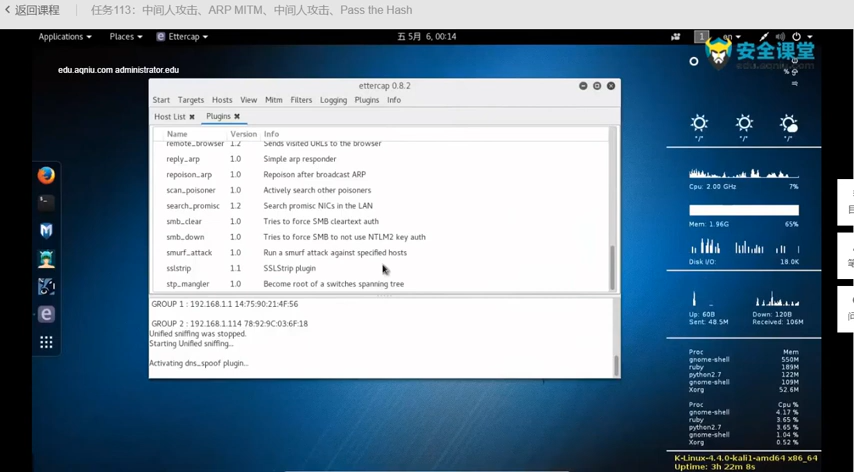 返回课程 任务113：中间人攻击、ARP MITM、中间人攻击、Pass the Hash
Applications Places Ettercap 五 5月 6, 00:14 1 en
安全课堂
edu.aqniu.com
edu.aqniu.com administrator.edu
ettercap 0.8.2
Start Targets Hosts View Mitm Filters Logging Plugins Info
Host List Plugins
Name Version Info
remote_browser 1.2 Sends visited URLs to the browser
reply_arp 1.0 Simple arp responder
repoison_arp 1.0 Repoison after broadcast ARP
scan_poisoner 1.0 Actively search other poisoners
search_promisc 1.2 Search promisc NICs in the LAN
smb_clear 1.0 Tries to force SMB cleartext auth
smb_down 1.0 Tries to force SMB to not use NTLM2 key auth
smurf_attack 1.0 Run a smurf attack against specified hosts
sslstrip 1.1 SSLStrip plugin
stp_mangler 1.0 Become root of a switches spanning tree
GROUP 1 : 192.168.1.1 14:75:90:21:4F:56
GROUP 2 : 192.168.1.114 78:92:9C:03:6F:18
Unified sniffing was stopped.
Starting Unified sniffing...
Activating dns_spoof plugin...
Cpu: 2.00 GHz 7%
Mem: 1.96G 65%
Disk I/O: 18.0K
Up: 60B Down: 120B
Sent: 48.5M Received: 106M
Proc Mem
gnome-shell 550M
ruby 189M
python2.7 122M
gnome-shell 109M
Xorg 52.6M
Proc Cpu %
gnome-shell 4.17 %
ruby 3.65 %
python2.7 3.65 %
gnome-shell 1.04 %
Xorg 0.52 %
K-Linux-4.4.0-kali1-amd64 x86_64
Uptime: 3h 22m 8s